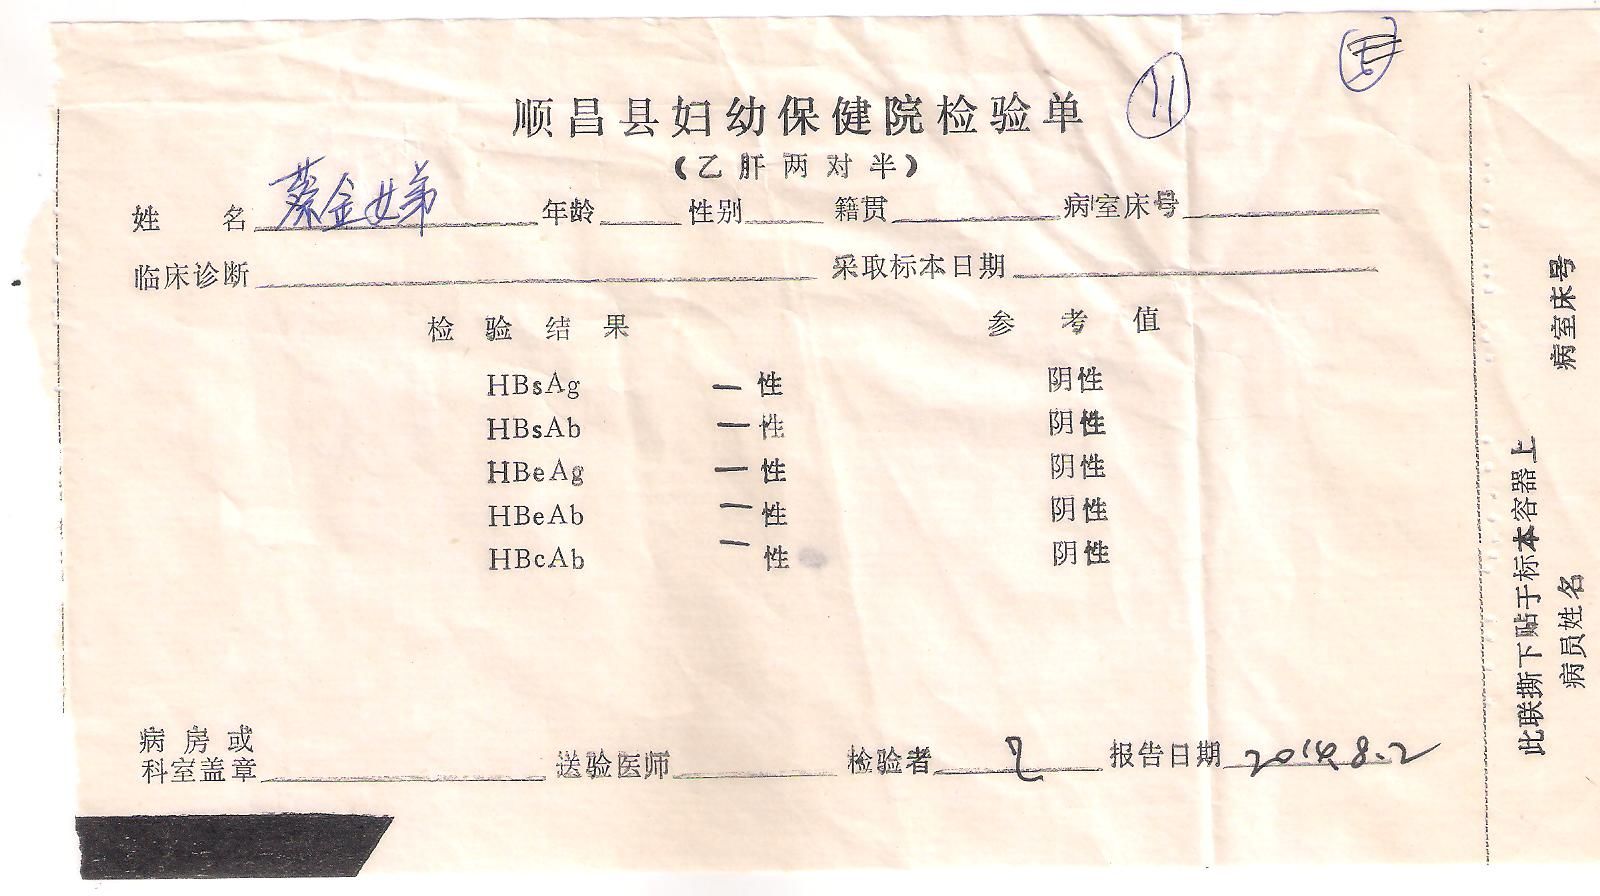 11
顺昌县妇幼保健院检验单
（乙肝两对半）
姓 名 蔡金女弟 年龄 性别 籍贯 病室床号
临床诊断 采取标本日期
检验结果 参考值
HBsAg 一性 阴性
HBsAb 一性 阴性
HBeAg 一性 阴性
HBeAb 一性 阴性
HBcAb 一性 阴性
病房或
科室盖章 送验医师 检验者 报告日期 2014.8.2
此联撕下贴于标本容器上
病员姓名 病室床号